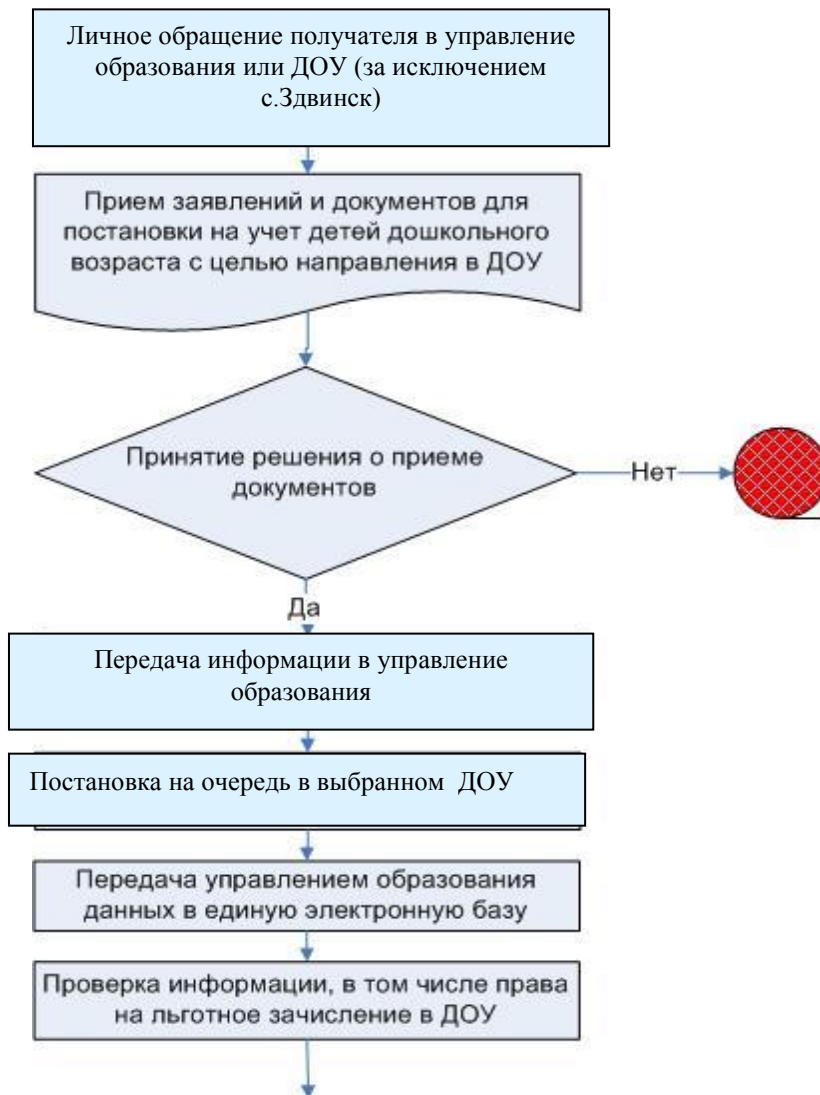 Личное обращение получателя в управление
образования или ДОУ (за исключением
с.Здвинск)
Прием заявлений и документов для
постановки на учет детей дошкольного
возраста с целью направления в ДОУ
Принятие решения о приеме
документов
Нет
Да
Передача информации в управление
образования
Постановка на очередь в выбранном ДОУ
Передача управлением образования
данных в единую электронную базу
Проверка информации, в том числе права
на льготное зачисление в ДОУ